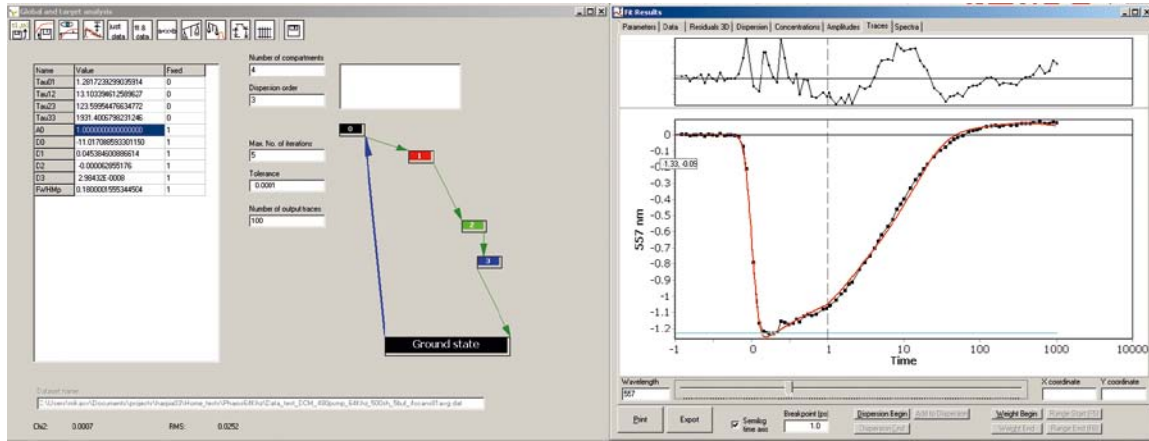 Global and target analysis
just data
fit & data
a=>c=>b
Name Value Fixed
Tau01 1.2817239299035914 0
Tau12 13.103394612589627 0
Tau23 123.59954476634772 0
Tau33 1931.4006798231246 0
A0 1.0000000000000000 1
D0 -11.017088593301150 1
D1 0.045384600886614 1
D2 -0.000062855176 1
D3 2.98432E-0008 1
FWHMp 0.1800001595344504 1
Number of compartments
4
Dispersion order
3
Max. No. of iterations
5
Tolerance
0.0001
Number of output traces
100
0
1
2
3
Ground state
Dataset name
Chi2: 0.0007 RMS: 0.0252
Fit Results
Parameters Data Residuals 3D Dispersion Concentrations Amplitudes Traces Spectra
0
-1.33, -0.09
-0.2
-0.3
-0.4
-0.5
-0.6
-0.7
-0.8
-0.9
-1
-1.1
-1.2
557 nm
-1 0 1 10 100 1000 10000
Time
Wavelength
557
X coordinate Y coordinate
Print Export
Semilog time axis
Breakpoint (ps)
1.0
Dispersion Begin Add to Dispersion
Dispersion End
Weight Begin Range Start (F5)
Weight End Range End (F6)